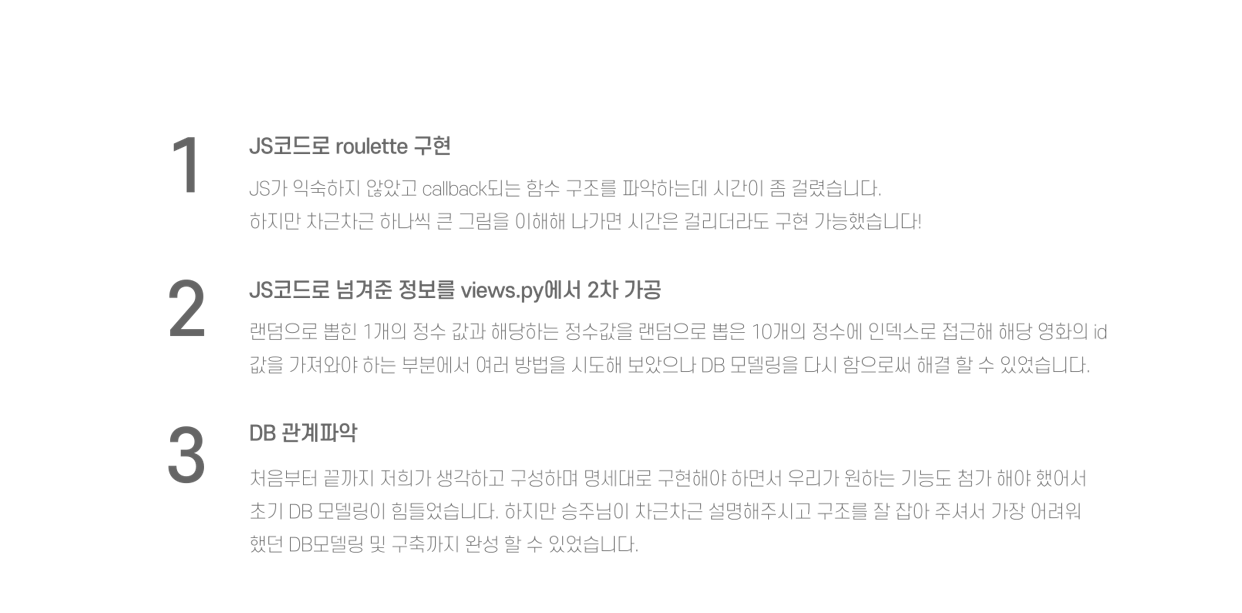 1
JS코드로 roulette 구현
JS가 익숙하지 않았고 callback되는 함수 구조를 파악하는데 시간이 좀 걸렸습니다.
하지만 차근차근 하나씩 큰 그림을 이해해 나가면 시간은 걸리더라도 구현 가능했습니다!
2
JS코드로 넘겨준 정보를 views.py에서 2차 가공
랜덤으로 뽑힌 1개의 정수 값과 해당하는 정수값을 랜덤으로 뽑은 10개의 정수에 인덱스로 접근해 해당 영화의 id
값을 가져와야 하는 부분에서 여러 방법을 시도해 보았으나 DB 모델링을 다시 함으로써 해결 할 수 있었습니다.
3
DB 관계파악
처음부터 끝까지 저희가 생각하고 구성하며 명세대로 구현해야 하면서 우리가 원하는 기능도 첨가 해야 했어서
초기 DB 모델링이 힘들었습니다. 하지만 승주님이 차근차근 설명해주시고 구조를 잘 잡아 주셔서 가장 어려워
했던 DB모델링 및 구축까지 완성 할 수 있었습니다.